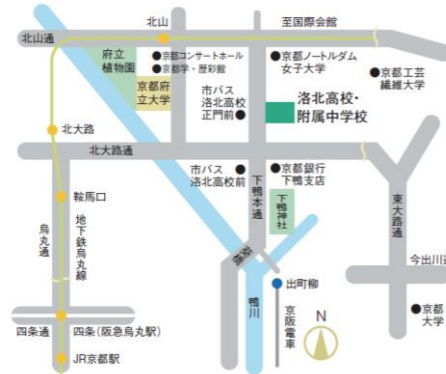 北山
至国際会館
北山通
府立
植物園
●京都コンサートホール
●京都学・歴彩館
京都府
立大学
●京都ノートルダム
女子大学
●京都工芸
繊維大学
市バス
洛北高校
正門前●
洛北高校・
附属中学校
北大路
北大路通
市バス●
洛北高校前
●京都銀行
下鴨支店
下鴨本通
下鴨神社
東大路通
鞍馬口
烏丸通
地下鉄烏丸線
葵橋
今出川通
出町柳
鴨川
京阪電車
N
●京都
大学
四条通
四条(阪急烏丸駅)
JR京都駅